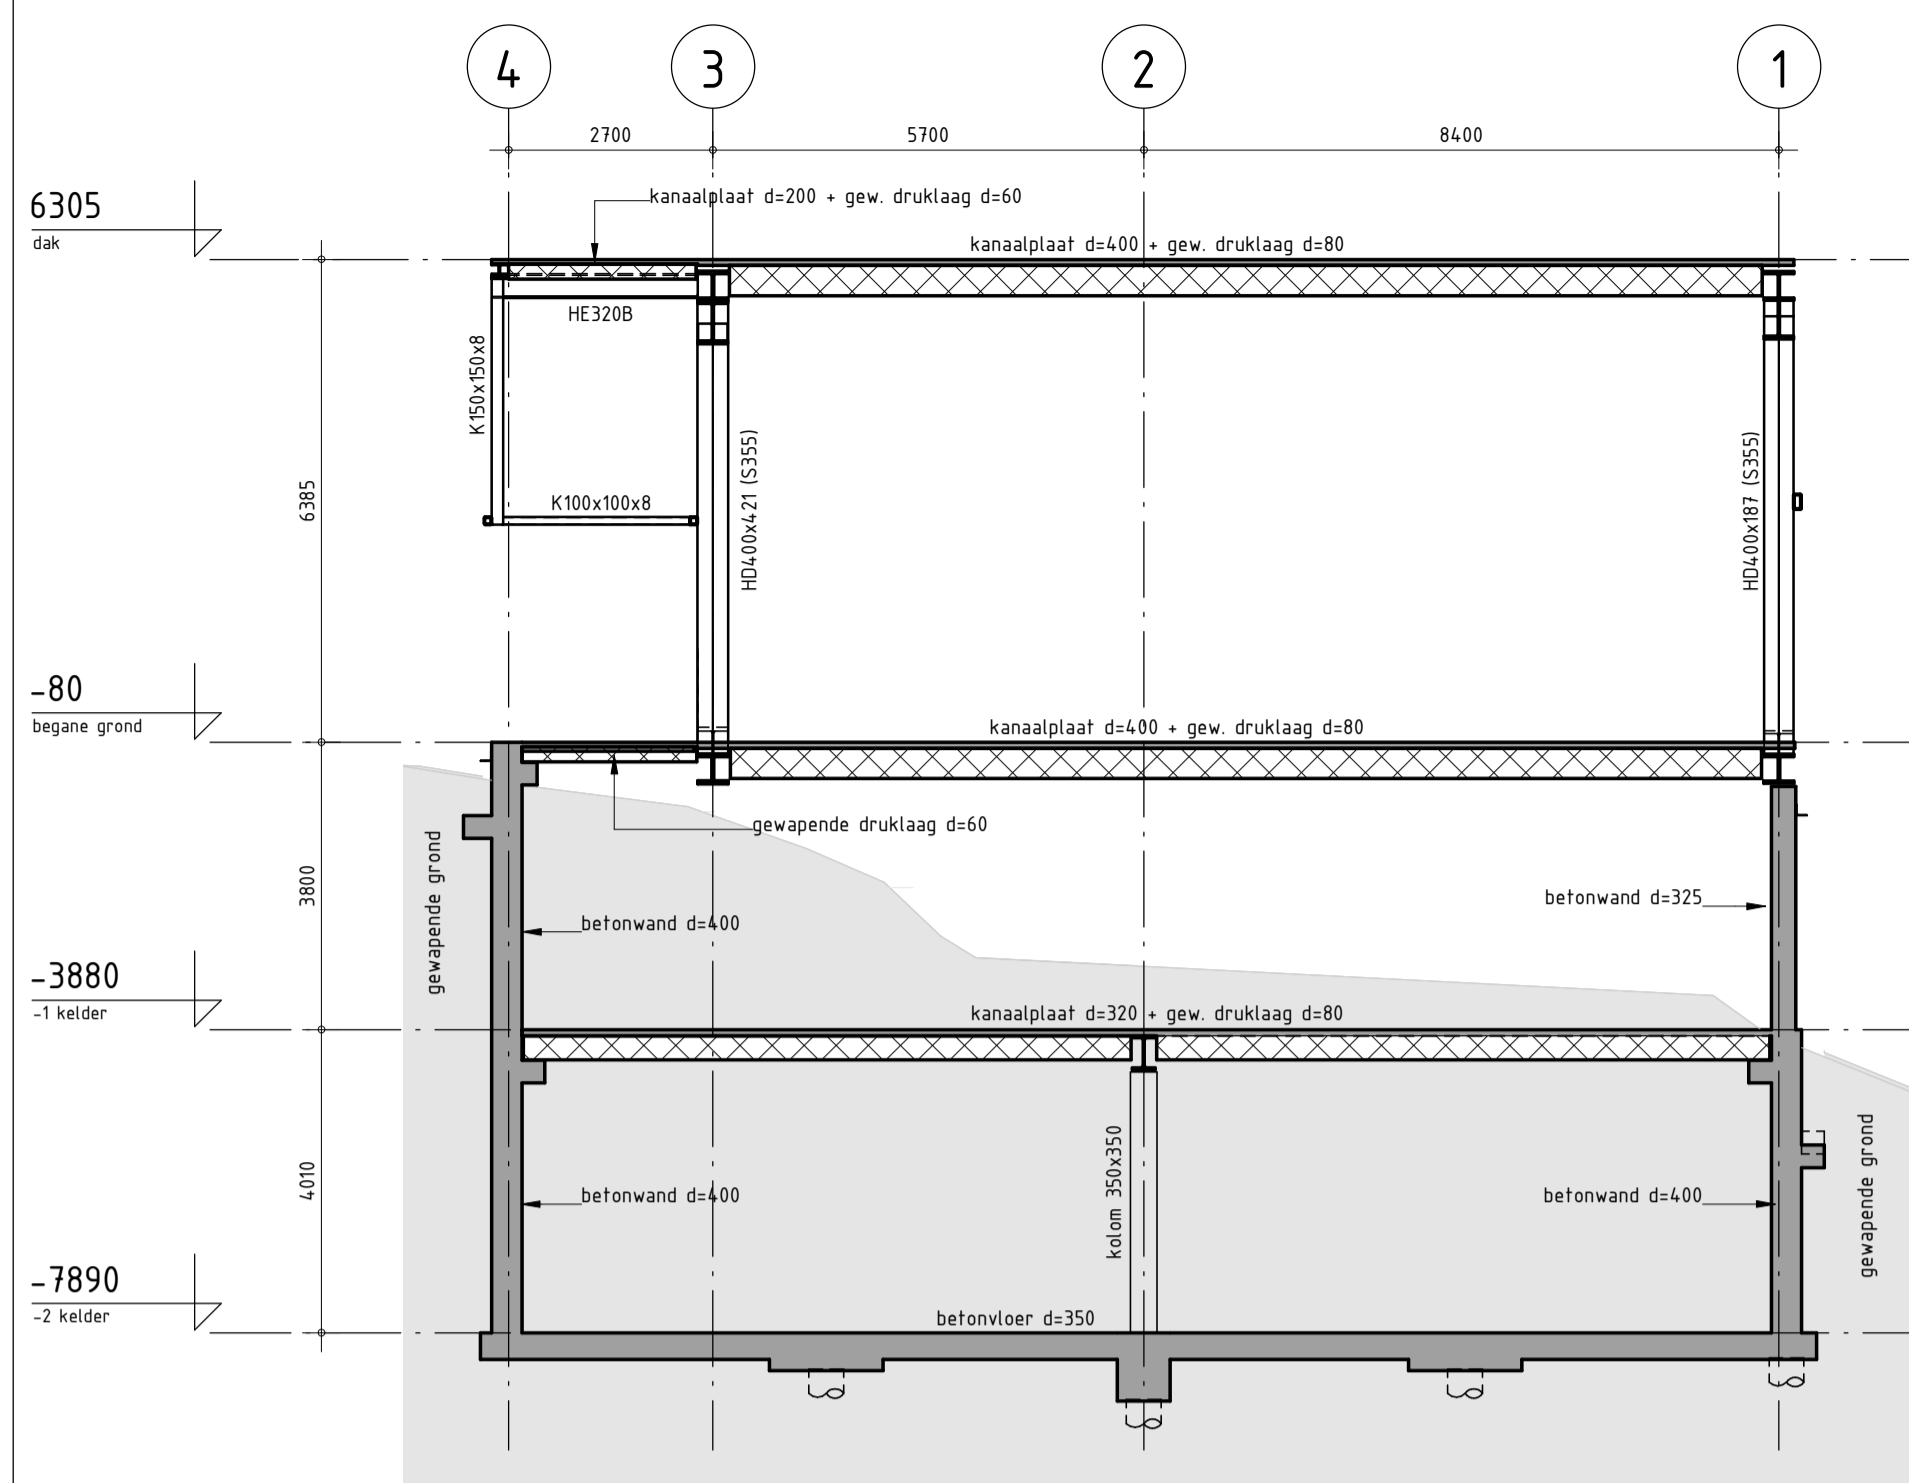 4 3 2 1
2700 5700 8400
kanaalplaat d=200 + gew. druklaag d=60
6305
dak
kanaalplaat d=400 + gew. druklaag d=80
HE320B
K150x150x8
K100x100x8
6385
HD400x421 (S355)
HD400x187 (S355)
-80
begane grond
kanaalplaat d=400 + gew. druklaag d=80
gewapende druklaag d=60
gewapende grond
3800
betonwand d=325
betonwand d=400
-3880
-1 kelder
kanaalplaat d=320 + gew. druklaag d=80
4010
kolom 350x350
betonwand d=400
betonwand d=400
gewapende grond
-7890
-2 kelder
betonvloer d=350